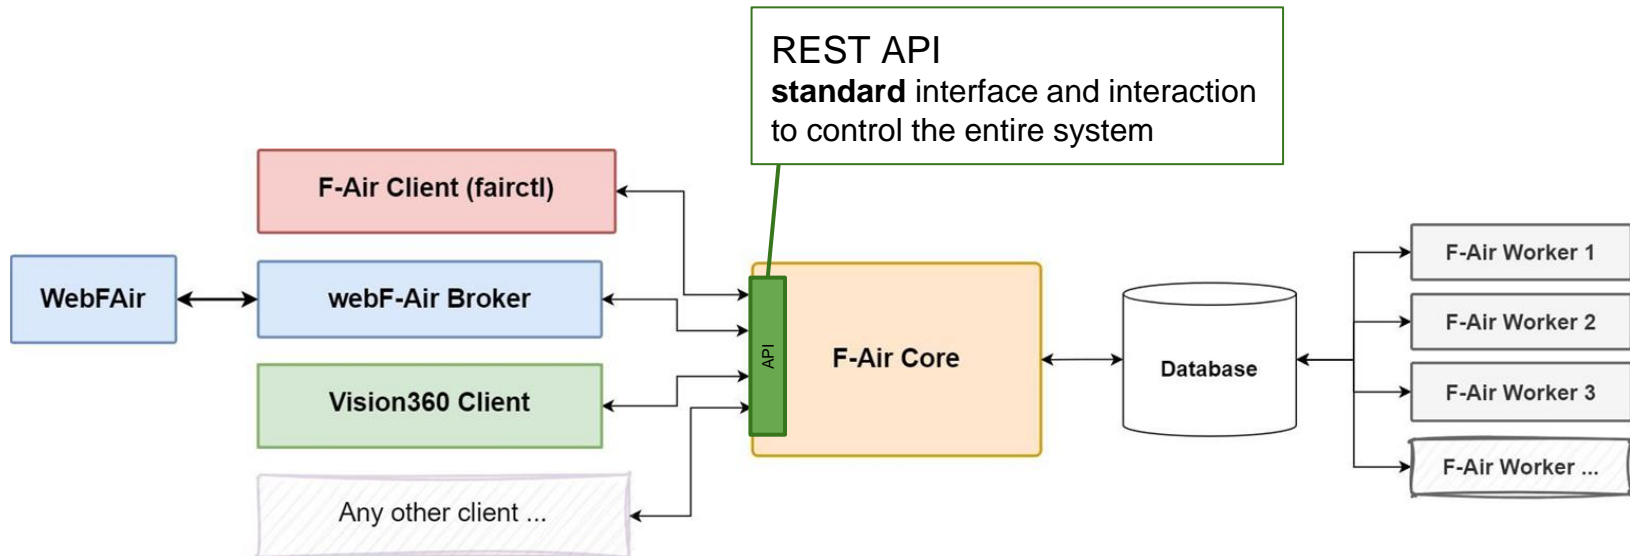 REST API
standard interface and interaction
to control the entire system
F-Air Client (fairctl)
WebFAir
webF-Air Broker
Vision360 Client
Any other client ...
API
F-Air Core
Database
F-Air Worker 1
F-Air Worker 2
F-Air Worker 3
F-Air Worker ...